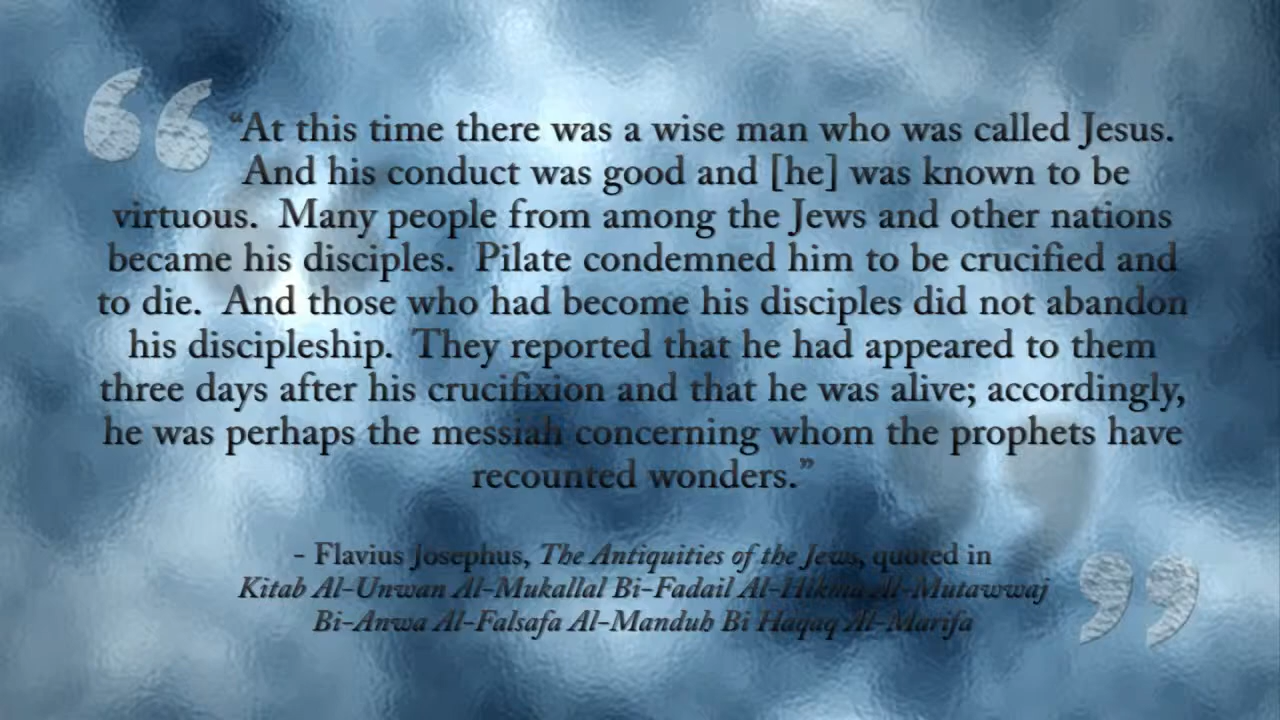 “At this time there was a wise man who was called Jesus.
And his conduct was good and [he] was known to be
virtuous. Many people from among the Jews and other nations
became his disciples. Pilate condemned him to be crucified and
to die. And those who had become his disciples did not abandon
his discipleship. They reported that he had appeared to them
three days after his crucifixion and that he was alive; accordingly,
he was perhaps the messiah concerning whom the prophets have
recounted wonders.”
- Flavius Josephus, The Antiquities of the Jews, quoted in
Kitab Al-Unwan Al-Mukallal Bi-Fadail Al-Hikma Al-Mutawwaj
Bi-Anwa Al-Falsafa Al-Manduh Bi Haqaq Al-Marifa